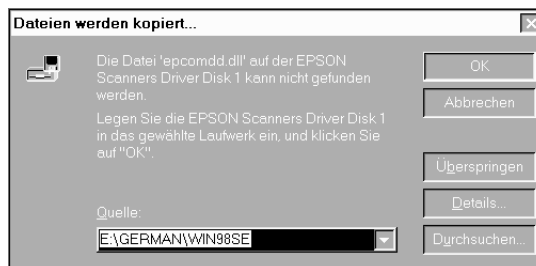 Dateien werden kopiert...
Die Datei 'epcomdd.dll' auf der EPSON
Scanners Driver Disk 1 kann nicht gefunden
werden.
Legen Sie die EPSON Scanners Driver Disk 1
in das gewählte Laufwerk ein, und klicken Sie
auf "OK".
Quelle:
E:\GERMAN\WIN98SE
OK
Abbrechen
Überspringen
Details...
Durchsuchen...